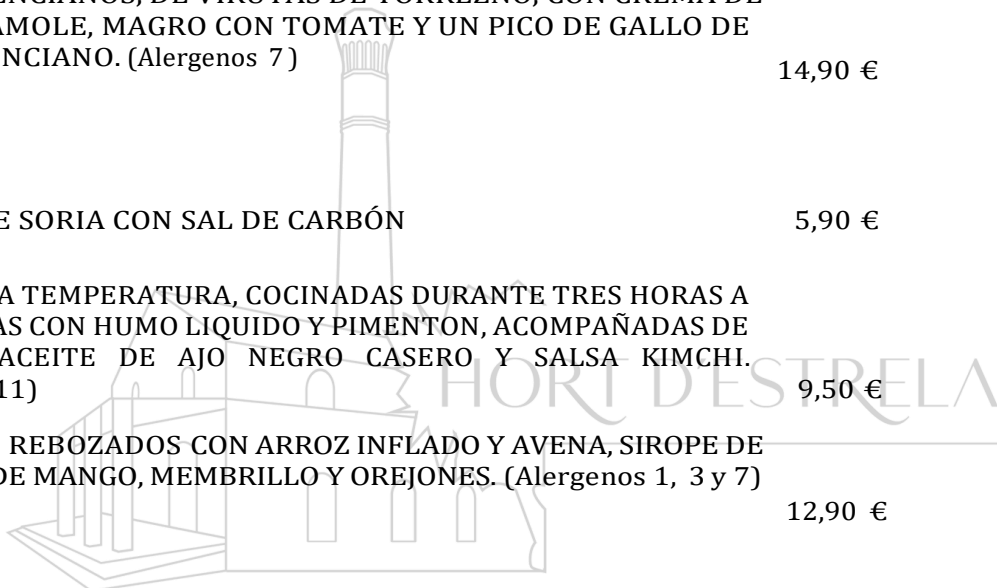 ENCIANOS, DE VIRUTAS DE TORREZNO, CON CREMA DE
AMOLE, MAGRO CON TOMATE Y UN PICO DE GALLO DE
NCIANO. (Alergenos 7)
14,90 €
E SORIA CON SAL DE CARBÓN 5,90 €
A TEMPERATURA, COCINADAS DURANTE TRES HORAS A
AS CON HUMO LIQUIDO Y PIMENTON, ACOMPAÑADAS DE
ACEITE DE AJO NEGRO CASERO Y SALSA KIMCHI.
11) 9,50 €
HORT D'ESTRELA
REBOZADOS CON ARROZ INFLADO Y AVENA, SIROPE DE
DE MANGO, MEMBRILLO Y OREJONES. (Alergenos 1, 3 y 7)
12,90 €